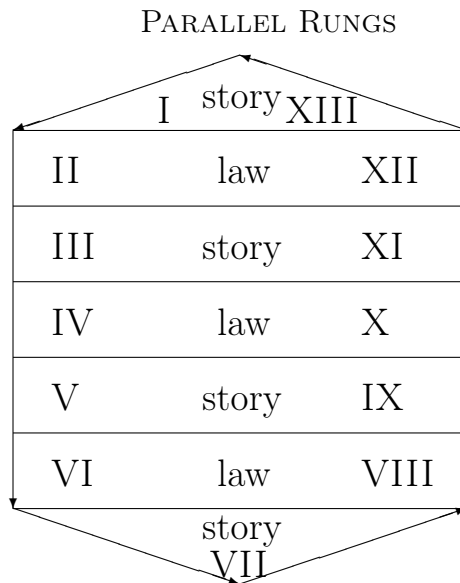 PARALLEL RUNGS
story
I XIII
II law XII
III story XI
IV law X
V story IX
VI law VIII
story
VII